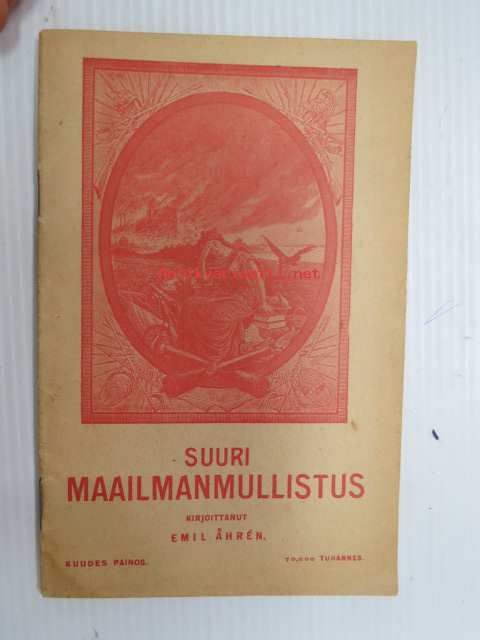 SUURI
MAAILMANMULLISTUS
KIRJOITTANUT
EMIL ÅHRÉN.
KUUDES PAINOS.
70,000 TUHANNES.